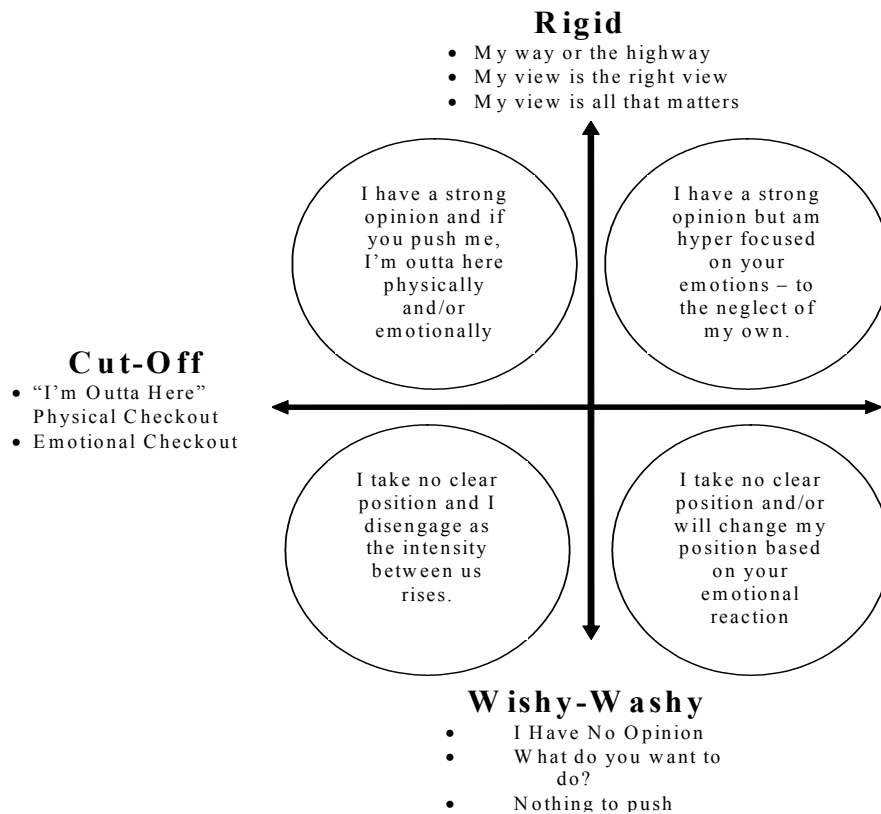 Rigid
• My way or the highway
• My view is the right view
• My view is all that matters
I have a strong
opinion and if
you push me,
I'm outta here
physically
and/or
emotionally
I have a strong
opinion but am
hyper focused
on your
emotions – to
the neglect of
my own.
Cut-Off
• “I'm Outta Here”
Physical Checkout
• Emotional Checkout
I take no clear
position and I
disengage as
the intensity
between us
rises.
I take no clear
position and/or
will change my
position based
on your
emotional
reaction
Wishy-Washy
• I Have No Opinion
• What do you want to
do?
• Nothing to push